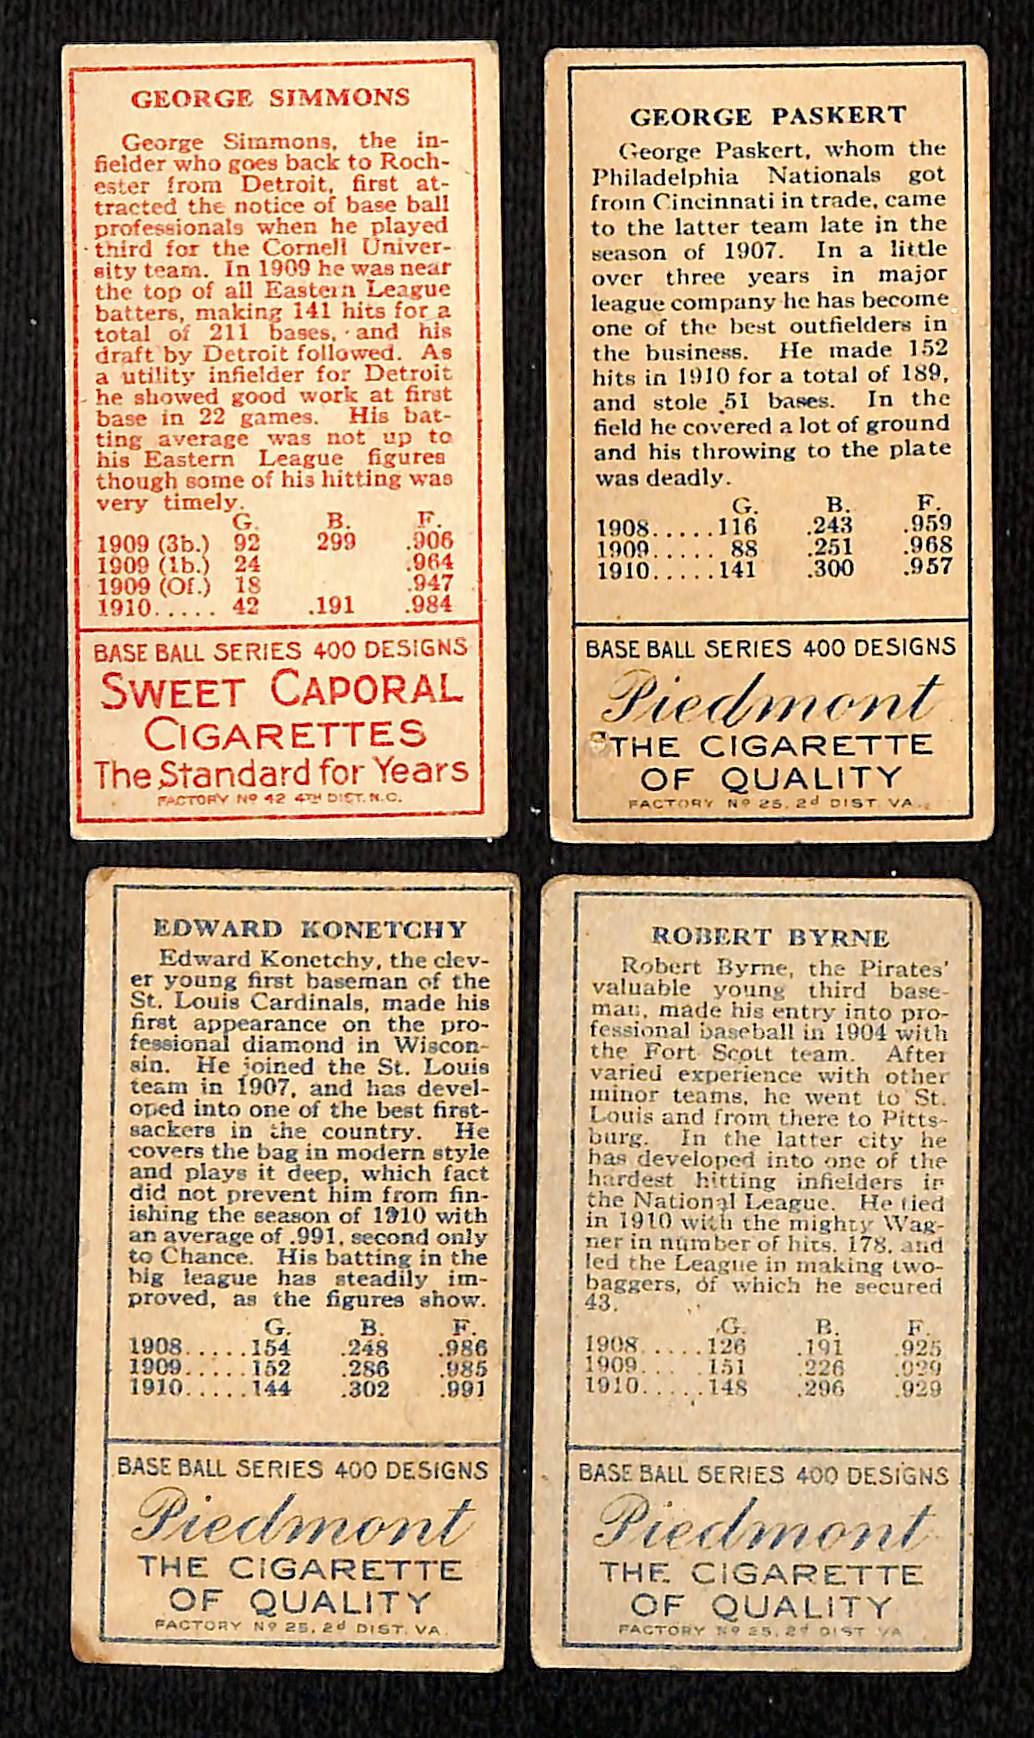 GEORGE SIMMONS
George Simmons, the in-
fielder who goes back to Roch-
ester from Detroit, first at-
tracted the notice of base ball
professionals when he played
third for the Cornell Univer-
sity team. In 1909 he was near
the top of all Eastern League
batters, making 141 hits for a
total of 211 bases, and his
draft by Detroit followed. As
a utility infielder for Detroit
he showed good work at first
base in 22 games. His bat-
ting average was not up to
his Eastern League figures
though some of his hitting was
very timely.
G. B. F.
1909 (3b.) 92 299 .906
1909 (1b.) 24 .964
1909 (Of.) 18 .947
1910..... 42 .191 .984
BASE BALL SERIES 400 DESIGNS
SWEET CAPORAL
CIGARETTES
The Standard for Years
FACTORY Nº 42 4TH DIST. N.C.
GEORGE PASKERT
George Paskert, whom the
Philadelphia Nationals got
from Cincinnati in trade, came
to the latter team late in the
season of 1907. In a little
over three years in major
league company he has become
one of the best outfielders in
the business. He made 152
hits in 1910 for a total of 189,
and stole 51 bases. In the
field he covered a lot of ground
and his throwing to the plate
was deadly.
G. B. F.
1908.....116 .243 .959
1909..... 88 .251 .968
1910.....141 .300 .957
BASE BALL SERIES 400 DESIGNS
Piedmont
THE CIGARETTE
OF QUALITY
FACTORY Nº 25, 2d DIST. VA.
EDWARD KONETCHY
Edward Konetchy, the clev-
er young first baseman of the
St. Louis Cardinals, made his
first appearance on the pro-
fessional diamond in Wiscon-
sin. He joined the St. Louis
team in 1907, and has devel-
oped into one of the best first-
sackers in the country. He
covers the bag in modern style
and plays it deep, which fact
did not prevent him from fin-
ishing the season of 1910 with
an average of .991, second only
to Chance. His batting in the
big league has steadily im-
proved, as the figures show.
G. B. F.
1908.....154 .248 .986
1909.....152 .286 .985
1910.....144 .302 .991
BASE BALL SERIES 400 DESIGNS
Piedmont
THE CIGARETTE
OF QUALITY
FACTORY Nº 25, 2d DIST. VA.
ROBERT BYRNE
Robert Byrne, the Pirates'
valuable young third base-
man, made his entry into pro-
fessional baseball in 1904 with
the Fort Scott team. After
varied experience with other
minor teams, he went to St.
Louis and from there to Pitts-
burg. In the latter city he
has developed into one of the
hardest hitting infielders in
the National League. He tied
in 1910 with the mighty Wag-
ner in number of hits, 178, and
led the League in making two-
baggers, of which he secured
43.
G. B. F.
1908.....126 .191 .925
1909.....151 .226 .929
1910.....148 .296 .929
BASE BALL SERIES 400 DESIGNS
Piedmont
THE CIGARETTE
OF QUALITY
FACTORY Nº 25, 2d DIST. VA.